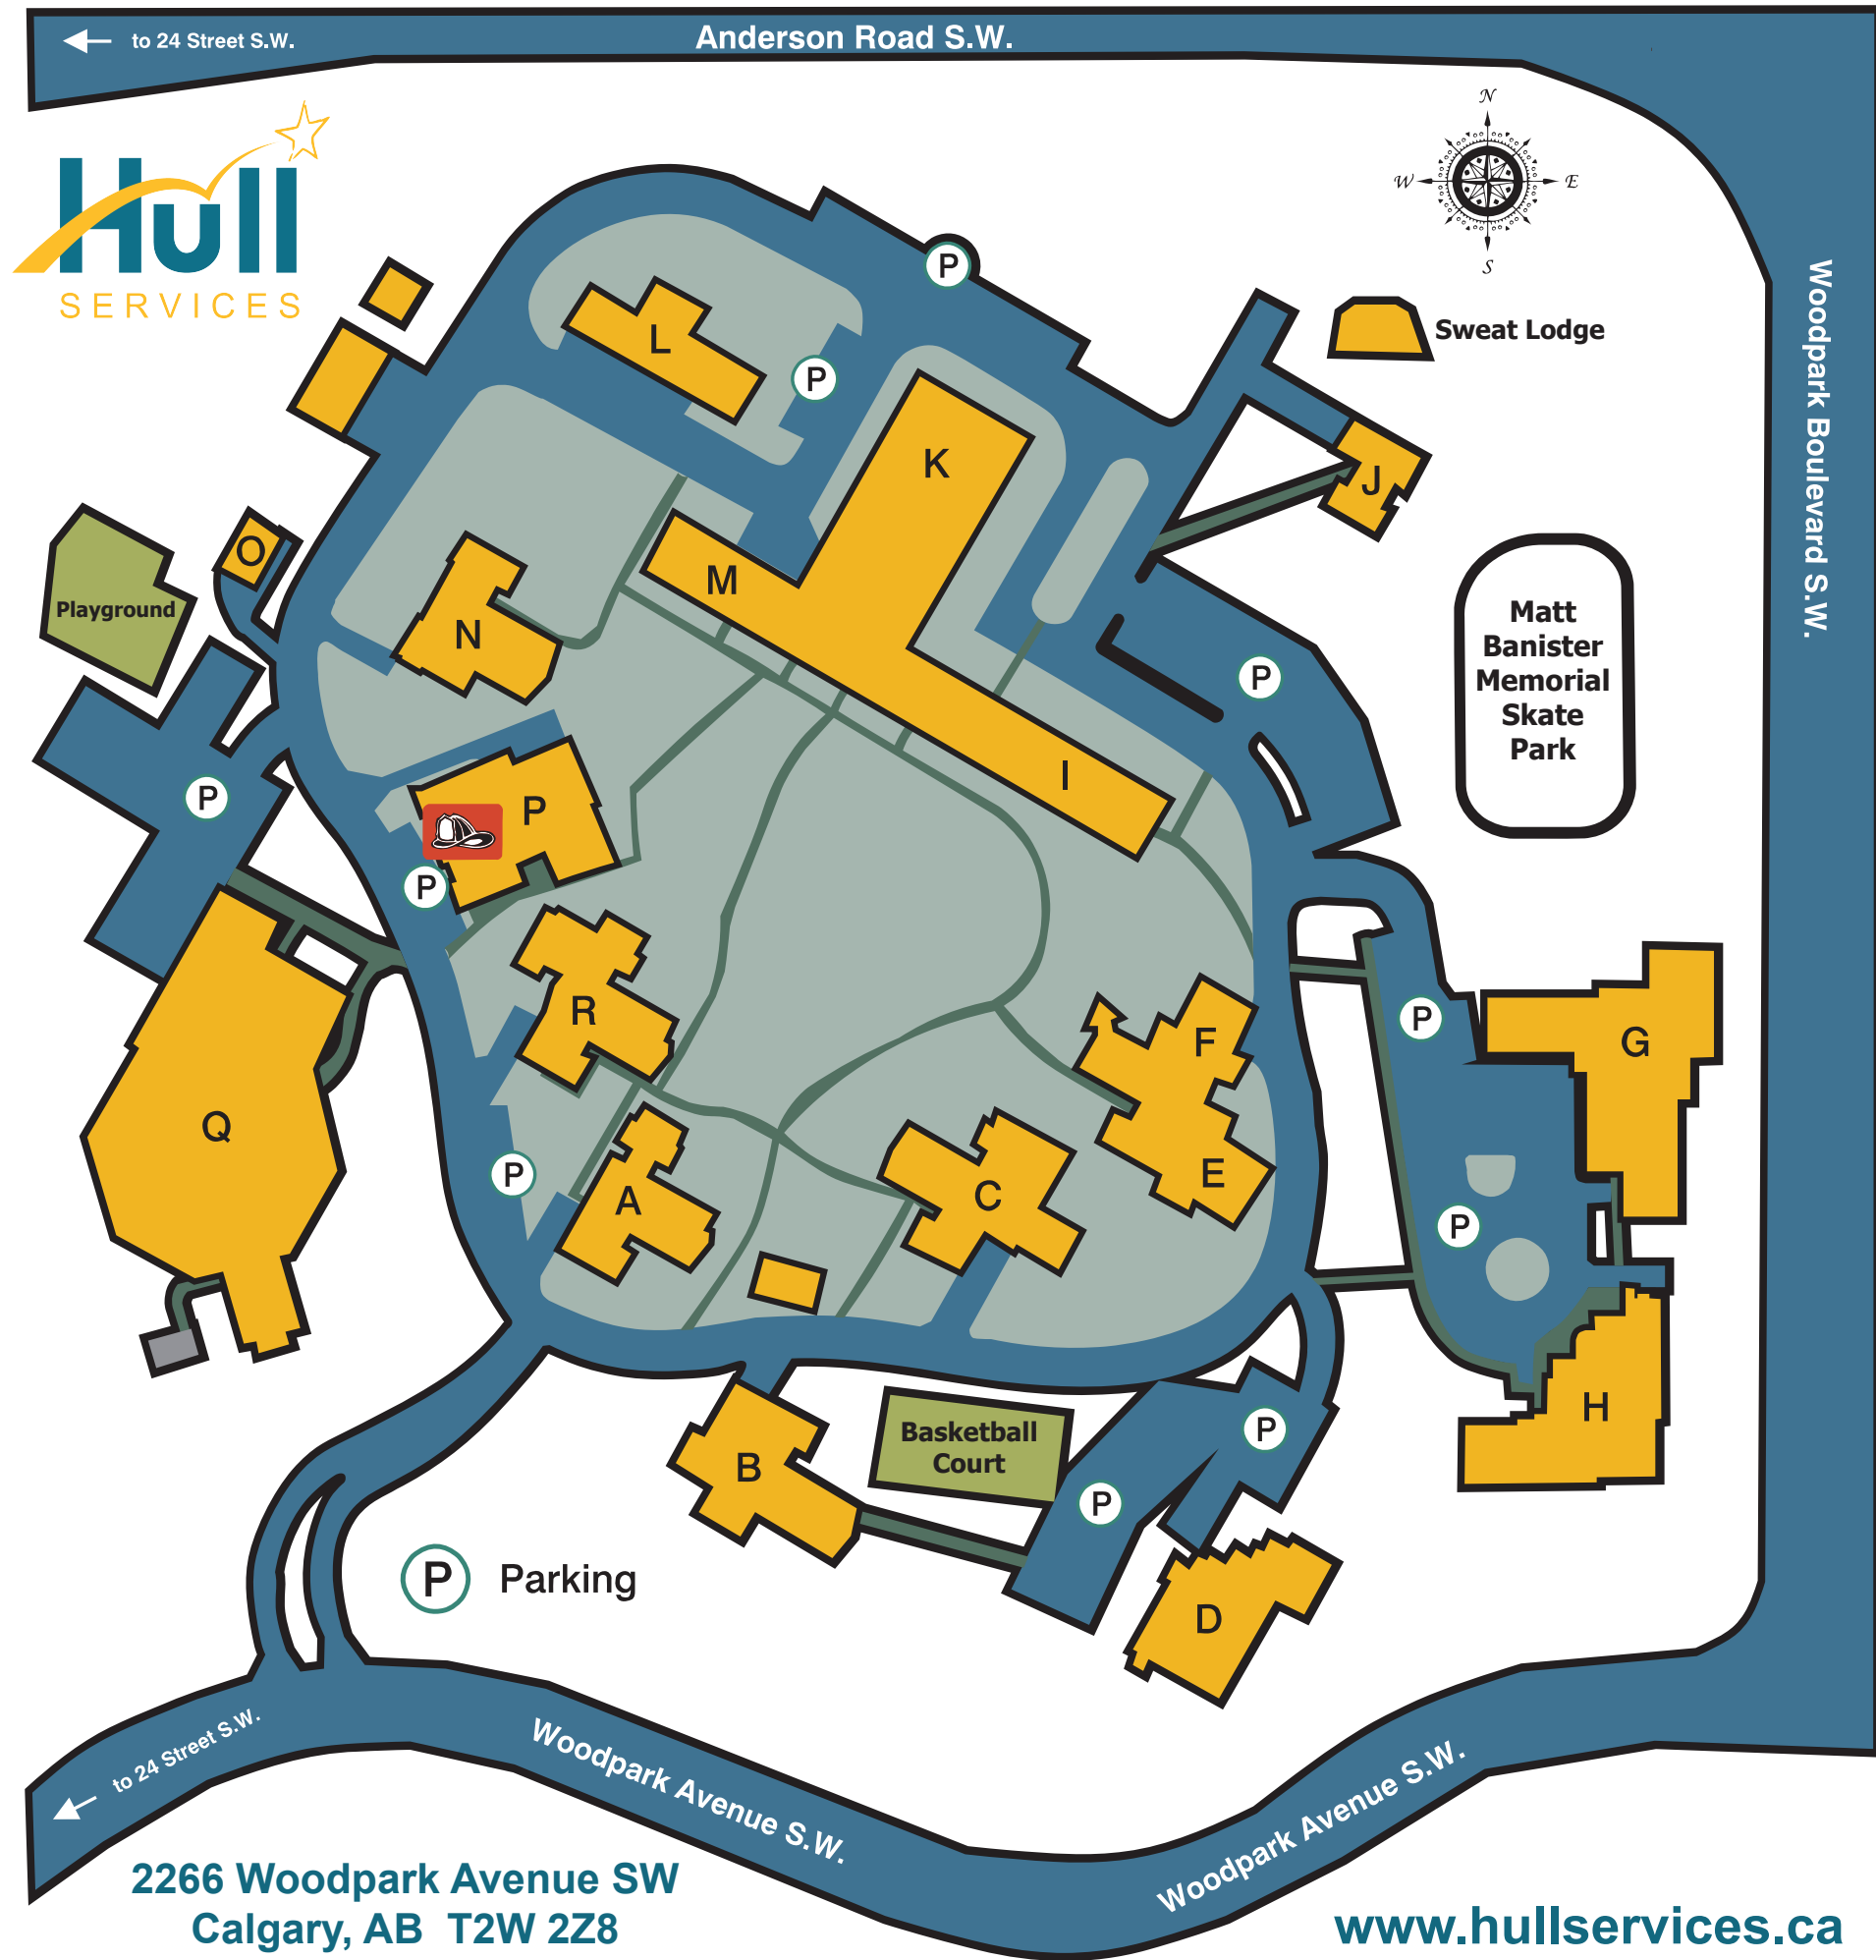 to 24 Street S.W.
Anderson Road S.W.
Hull
SERVICES
N
W
E
S
P
Sweat Lodge
Woodpark Boulevard S.W.
L
P
K
J
O
Playground
M
N
Matt
Banister
Memorial
Skate
Park
P
I
P
P
P
R
F
P
G
Q
P
A
C
E
P
B
Basketball
Court
P
P
H
D
P Parking
to 24 Street S.W.
Woodpark Avenue S.W.
Woodpark Avenue S.W.
2266 Woodpark Avenue SW
Calgary, AB T2W 2Z8
www.hullservices.ca